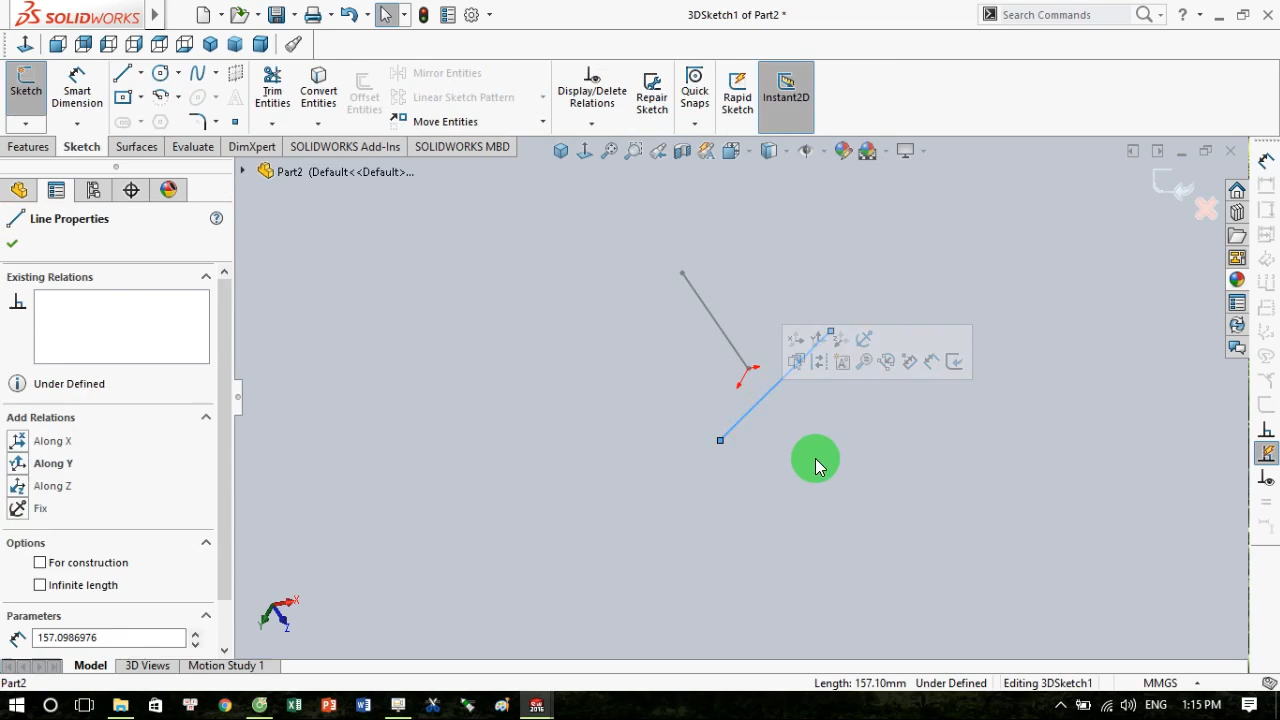 SOLIDWORKS
3DSketch1 of Part2 *
Search Commands
?
Sketch
Smart Dimension
Trim Entities
Convert Entities
Offset Entities
Mirror Entities
Linear Sketch Pattern
Move Entities
Display/Delete Relations
Repair Sketch
Quick Snaps
Rapid Sketch
Instant2D
Features
Sketch
Surfaces
Evaluate
DimXpert
SOLIDWORKS Add-Ins
SOLIDWORKS MBD
Part2 (Default<<Default>...
Line Properties
Existing Relations
Under Defined
Add Relations
Along X
Along Y
Along Z
Fix
Options
For construction
Infinite length
Parameters
157.0986976
X
Y
Z
Model
3D Views
Motion Study 1
Part2
Length: 157.10mm
Under Defined
Editing 3DSketch1
MMGS
ENG
1:15 PM